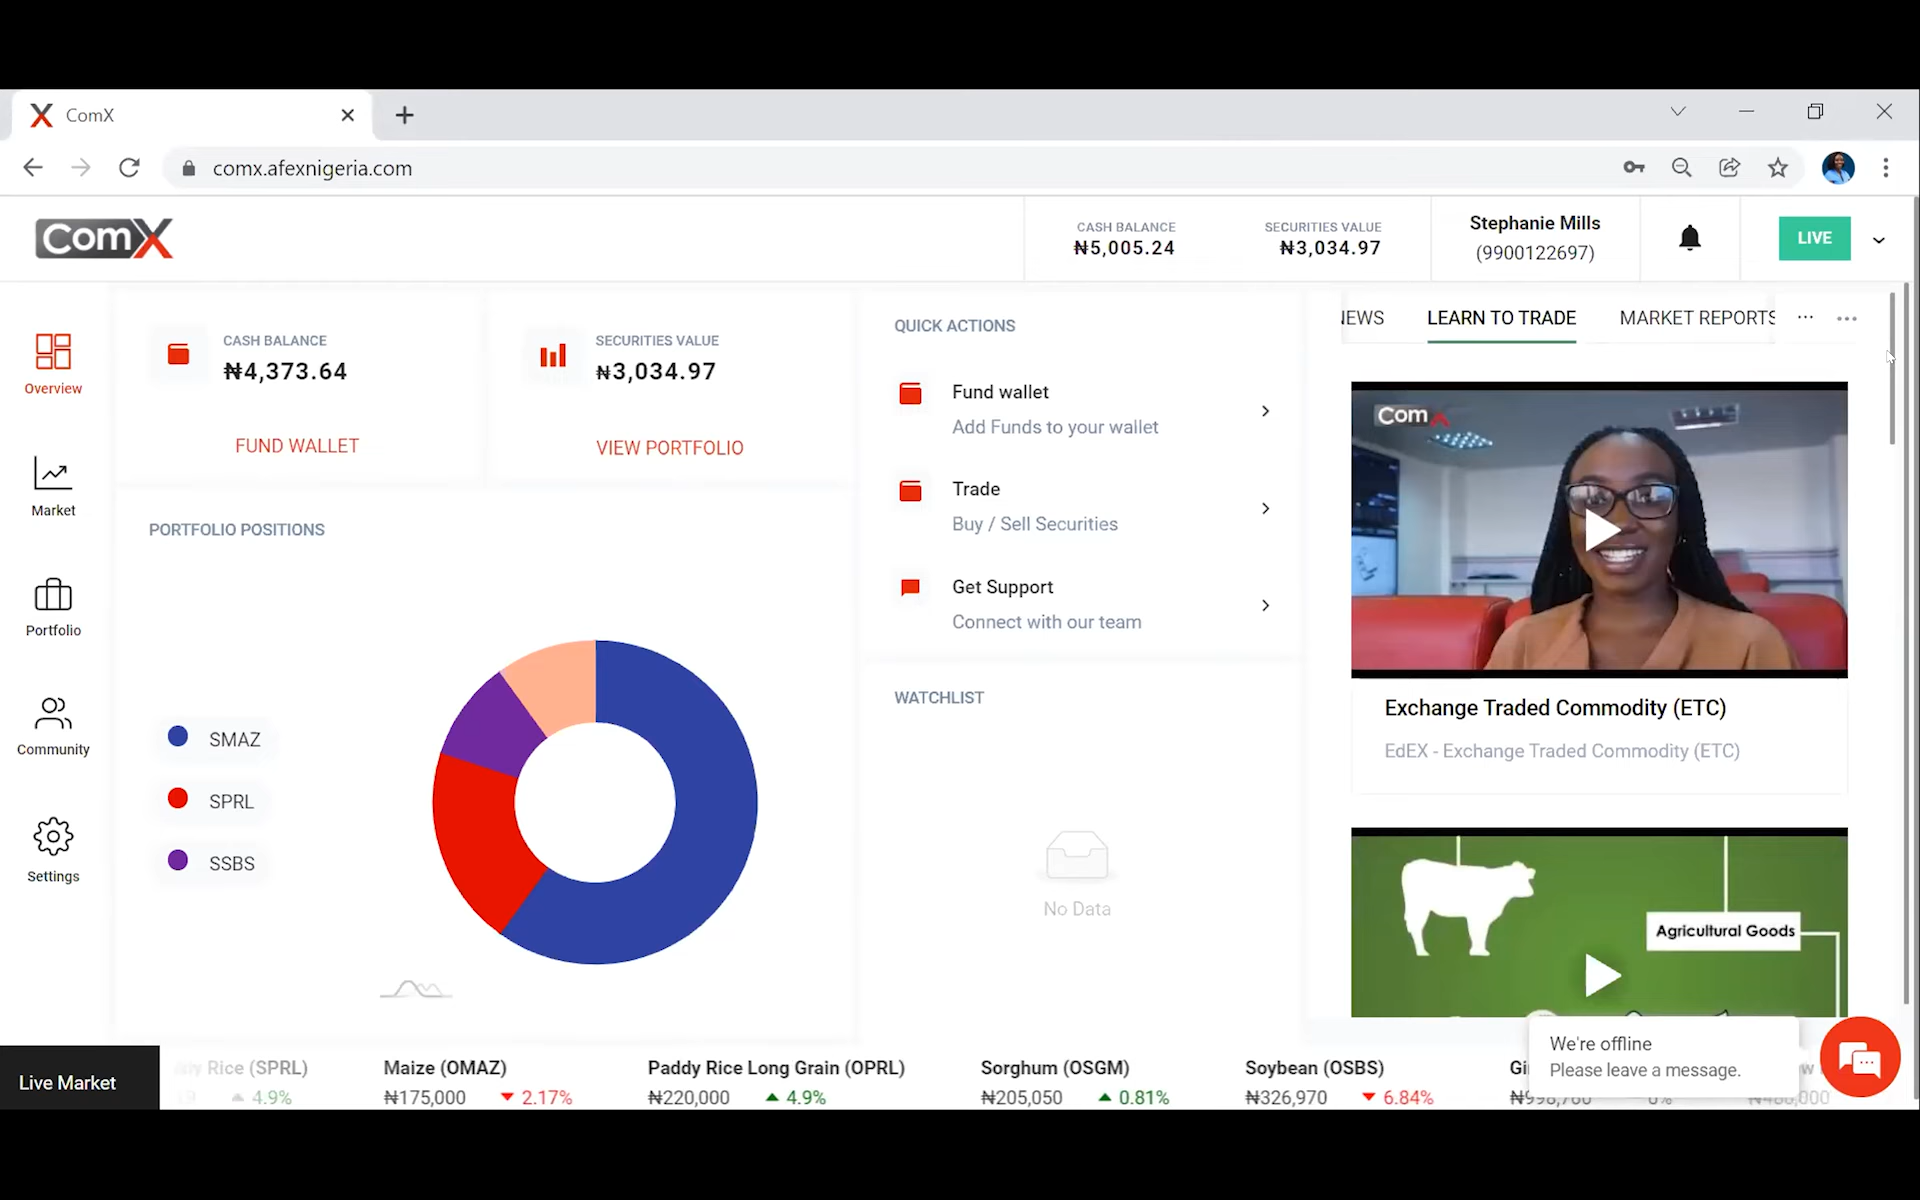 ComX
comx.afexnigeria.com
ComX
CASH BALANCE
₦5,005.24
SECURITIES VALUE
₦3,034.97
Stephanie Mills
(9900122697)
LIVE
Overview
Market
Portfolio
Community
Settings
CASH BALANCE
₦4,373.64
FUND WALLET
SECURITIES VALUE
₦3,034.97
VIEW PORTFOLIO
PORTFOLIO POSITIONS
SMAZ
SPRL
SSBS
QUICK ACTIONS
Fund wallet
Add Funds to your wallet
Trade
Buy / Sell Securities
Get Support
Connect with our team
WATCHLIST
No Data
LEARN TO TRADE
MARKET REPORTS
ComX
Exchange Traded Commodity (ETC)
EdEX - Exchange Traded Commodity (ETC)
Agricultural Goods
We're offline
Please leave a message.
Live Market
Rice (SPRL)
4.9%
Maize (OMAZ)
₦175,000 2.17%
Paddy Rice Long Grain (OPRL)
₦220,000 4.9%
Sorghum (OSGM)
₦205,050 0.81%
Soybean (OSBS)
₦326,970 6.84%